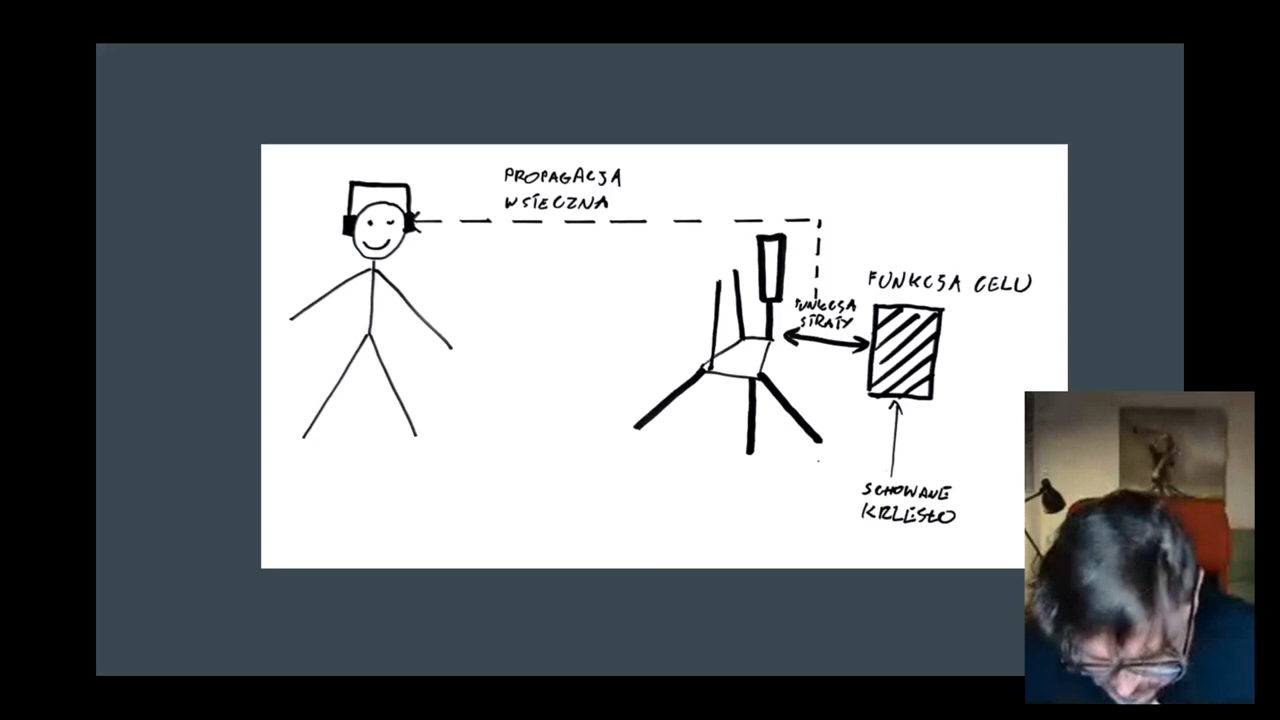 PROPAGACJA
WSTECZNA
FUNKCJA CELU
FUNKCJA
STRATY
SCHOWANE
KRZESŁO